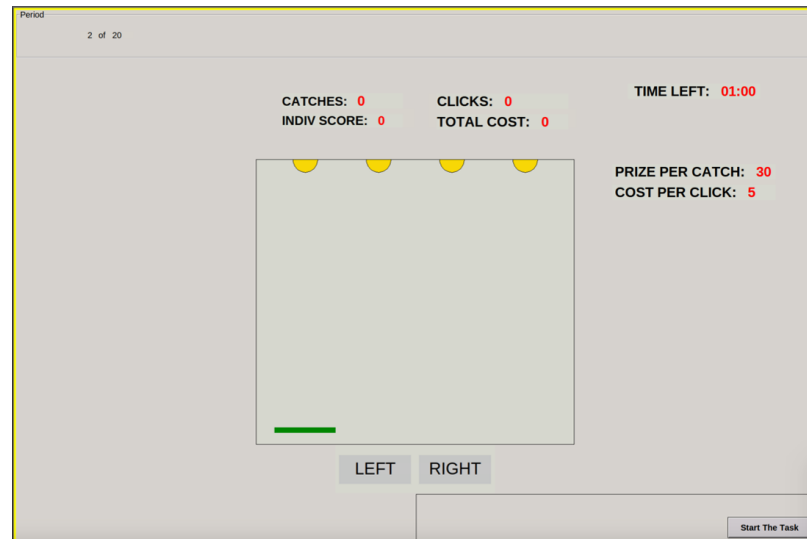 Period
2 of 20
TIME LEFT: 01:00
CATCHES: 0 CLICKS: 0
INDIV SCORE: 0 TOTAL COST: 0
PRIZE PER CATCH: 30
COST PER CLICK: 5
LEFT RIGHT
Start The Task